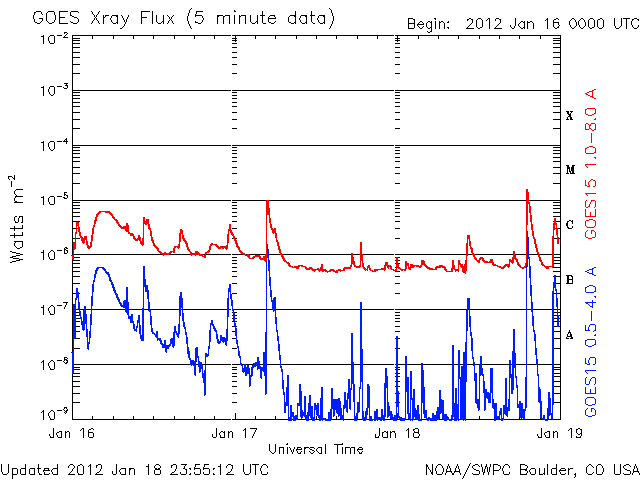 GOES Xray Flux (5 minute data)
Begin: 2012 Jan 16 0000 UTC
10-2
10-3
10-4
10-5
10-6
10-7
10-8
10-9
Watts m-2
X
M
C
B
A
GOES15 1.0-8.0 A
GOES15 0.5-4.0 A
Jan 16
Jan 17
Jan 18
Jan 19
Universal Time
Updated 2012 Jan 18 23:55:12 UTC
NOAA/SWPC Boulder, CO USA